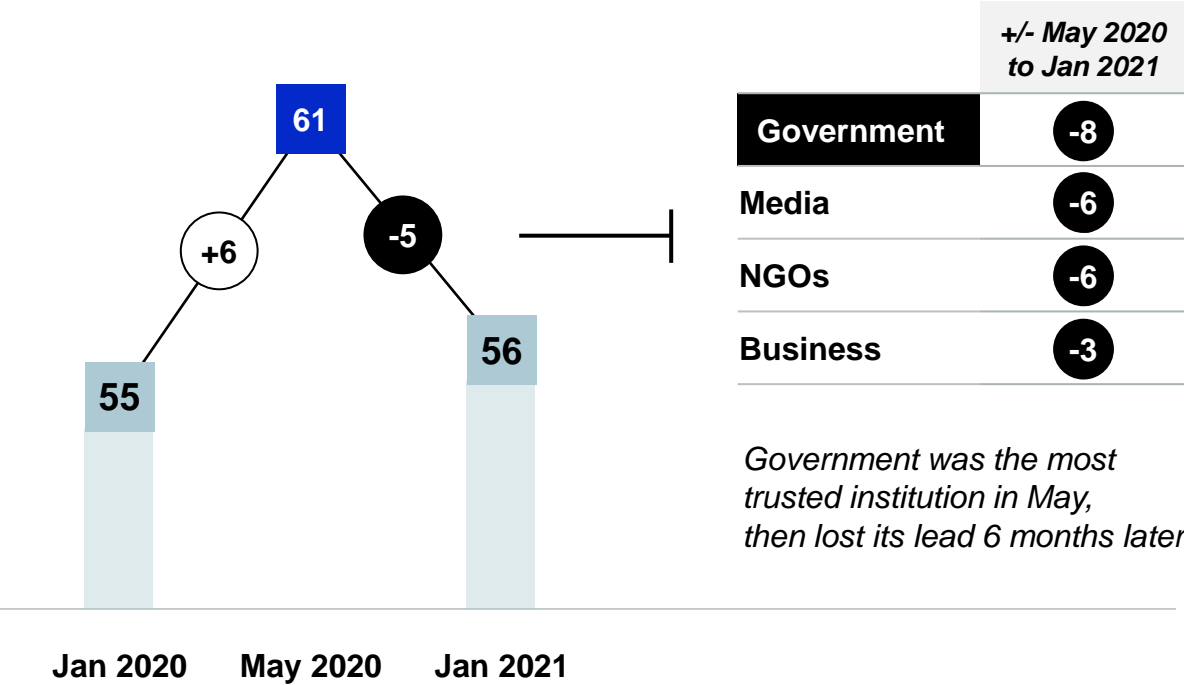 61
+6
-5
55
56
Jan 2020 May 2020 Jan 2021
+/- May 2020
to Jan 2021
Government -8
Media -6
NGOs -6
Business -3
Government was the most
trusted institution in May,
then lost its lead 6 months later